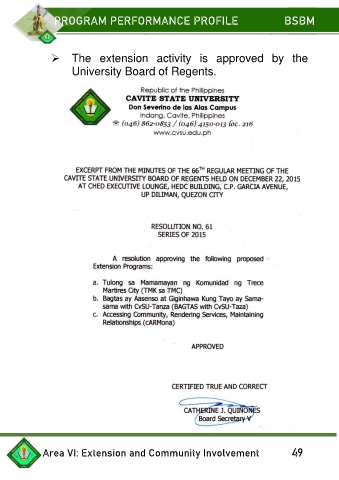 PROGRAM PERFORMANCE PROFILE BSBM
➢ The extension activity is approved by the
University Board of Regents.
Republic of the Philippines
CAVITE STATE UNIVERSITY
Don Severino de las Alas Campus
Indang, Cavite, Philippines
☎ (046) 862-0853 / (046) 4150-013 loc. 216
www.cvsu.edu.ph
EXCERPT FROM THE MINUTES OF THE 66TH REGULAR MEETING OF THE
CAVITE STATE UNIVERSITY BOARD OF REGENTS HELD ON DECEMBER 22, 2015
AT CHED EXECUTIVE LOUNGE, HEDC BUILDING, C.P. GARCIA AVENUE,
UP DILIMAN, QUEZON CITY
RESOLUTION NO. 61
SERIES OF 2015
A resolution approving the following proposed
Extension Programs:
a. Tulong sa Mamamayan ng Komunidad ng Trece
Martires City (TMK sa TMC)
b. Bagtas ay Aasenso at Giginhawa Kung Tayo ay Sama-
sama with CvSU-Tanza (BAGTAS with CvSU-Taza)
c. Accessing Community, Rendering Services, Maintaining
Relationships (cARMona)
APPROVED
CERTIFIED TRUE AND CORRECT
CATHERINE J. QUIÑONES
Board Secretary V
Area VI: Extension and Community Involvement 49